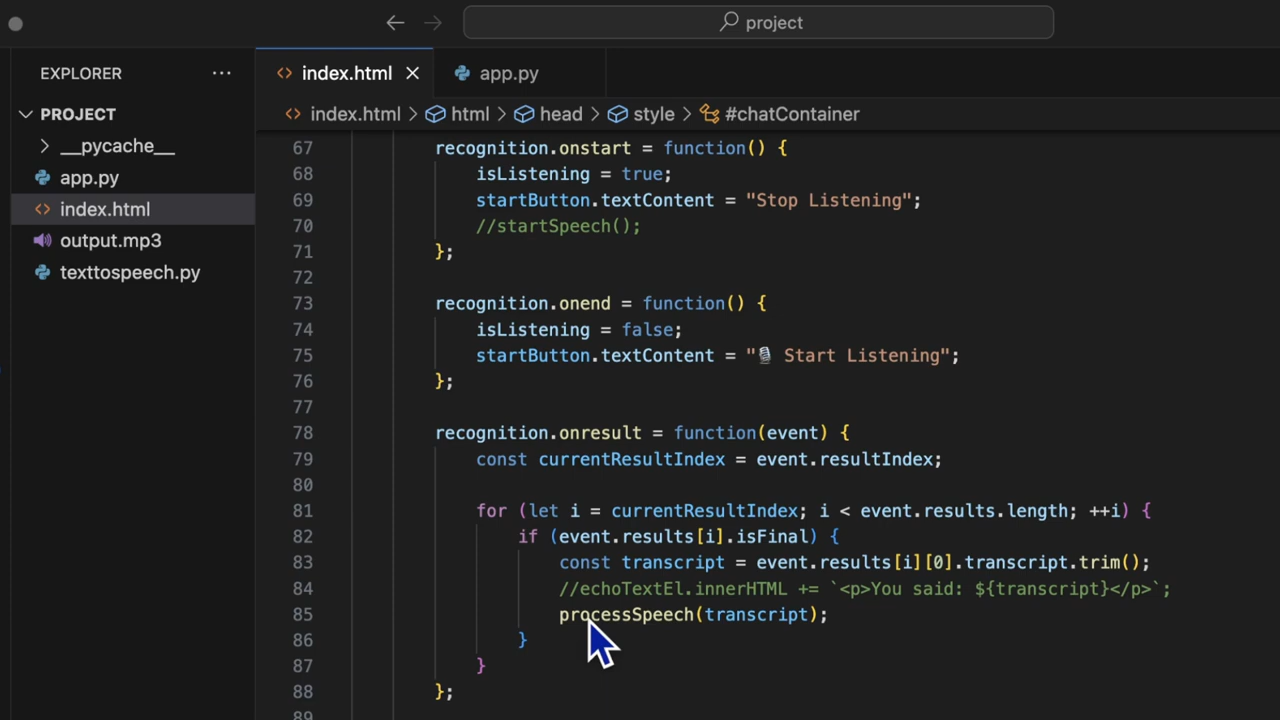 project
EXPLORER ···
index.html
app.py
PROJECT
__pycache__
app.py
index.html
output.mp3
texttospeech.py
index.html > html > head > style > #chatContainer
67 recognition.onstart = function() {
68 isListening = true;
69 startButton.textContent = "Stop Listening";
70 //startSpeech();
71 };
72
73 recognition.onend = function() {
74 isListening = false;
75 startButton.textContent = "🎙 Start Listening";
76 };
77
78 recognition.onresult = function(event) {
79 const currentResultIndex = event.resultIndex;
80
81 for (let i = currentResultIndex; i < event.results.length; ++i) {
82 if (event.results[i].isFinal) {
83 const transcript = event.results[i][0].transcript.trim();
84 //echoTextEl.innerHTML += `<p>You said: ${transcript}</p>`;
85 processSpeech(transcript);
86 }
87 }
88 };
89